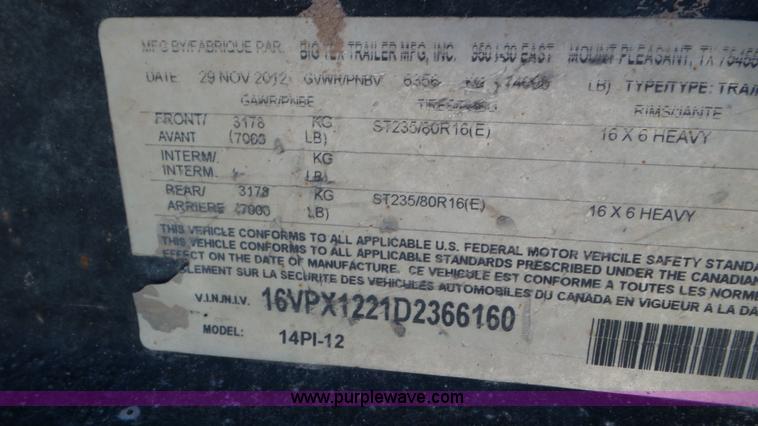 MFG BY/FABRIQUE PAR. BIG TEX TRAILER MFG, INC. 950 I-30 EAST MOUNT PLEASANT, TX 75455
DATE 29 NOV 2012 GVWR/PNBV 6356 KG 14000 LB) TYPE/TYPE: TRA
GAWR/PNBE RIMS/JANTE
FRONT/ 3178 KG ST235/80R16(E) 16 X 6 HEAVY
AVANT (7000 LB)
INTERM/. KG
INTERM. ( LB)
REAR/ 3178 KG ST235/80R16(E) 16 X 6 HEAVY
ARRIERE (7000 LB)
THIS VEHICLE CONFORMS TO ALL APPLICABLE U.S. FEDERAL MOTOR VEHCILE SAFETY STANDA
THIS VEHICLE CONFORMS TO ALL APPLICABLE STANDARDS PRESCRIBED UNDER THE CANADIAN
EFFECT ON THE DATE OF MANUFACTURE. CE VEHICULE EST CONFORME A TOUTES LES NORME
LEMENT SUR LA SECURITE DES VEHICULES AUTOMOBILES DU CANADA EN VIGUEUR A LA DA
V.I.N./N.I.V. 16VPX1221D2366160
MODEL: 14PI-12
www.purplewave.com